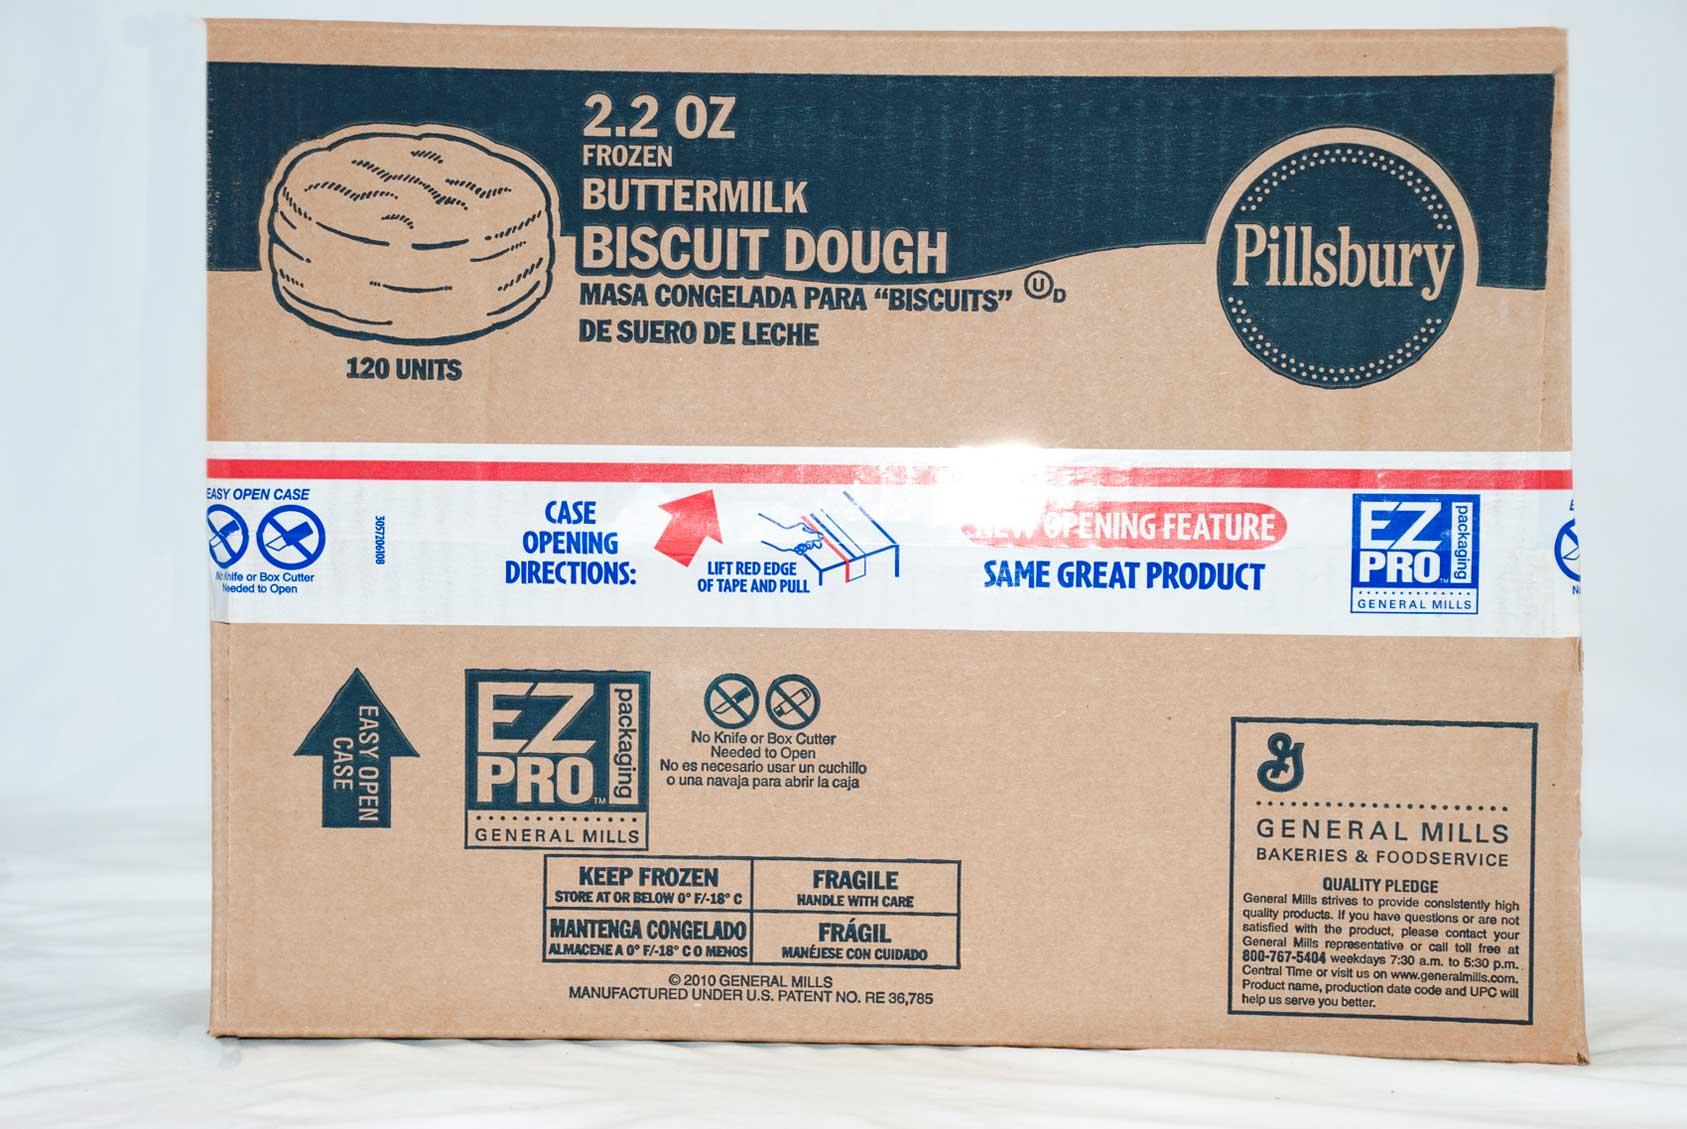 2.2 OZ
FROZEN
BUTTERMILK
BISCUIT DOUGH
MASA CONGELADA PARA “BISCUITS” U D
DE SUERO DE LECHE
120 UNITS
Pillsbury
EASY OPEN CASE
No Knife or Box Cutter
Needed to Open
3057206108
CASE
OPENING
DIRECTIONS:
LIFT RED EDGE
OF TAPE AND PULL
NEW OPENING FEATURE
SAME GREAT PRODUCT
EZ
PRO™
packaging
GENERAL MILLS
EASY OPEN
CASE
EZ
PRO™
packaging
GENERAL MILLS
No Knife or Box Cutter
Needed to Open
No es necesario usar un cuchillo
o una navaja para abrir la caja
KEEP FROZEN
STORE AT OR BELOW 0° F/-18° C
FRAGILE
HANDLE WITH CARE
MANTENGA CONGELADO
ALMACENE A 0° F/-18° C O MENOS
FRÁGIL
MANÉJESE CON CUIDADO
© 2010 GENERAL MILLS
MANUFACTURED UNDER U.S. PATENT NO. RE 36,785
G
GENERAL MILLS
BAKERIES & FOODSERVICE
QUALITY PLEDGE
General Mills strives to provide consistently high
quality products. If you have questions or are not
satisfied with the product, please contact your
General Mills representative or call toll free at
800-767-5404 weekdays 7:30 a.m. to 5:30 p.m.
Central Time or visit us on www.generalmills.com.
Product name, production date code and UPC will
help us serve you better.